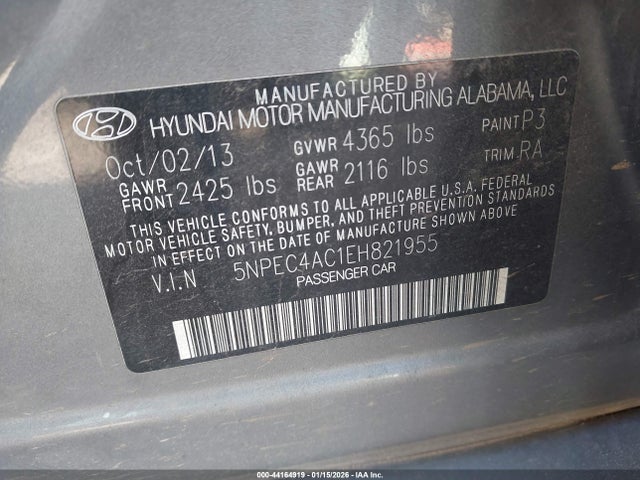 MANUFACTURED BY
HYUNDAI MOTOR MANUFACTURING ALABAMA, LLC
Oct/02/13 GVWR 4365 lbs PAINT P3
GAWR FRONT 2425 lbs GAWR REAR 2116 lbs TRIM RA
THIS VEHICLE CONFORMS TO ALL APPLICABLE U.S.A. FEDERAL
MOTOR VEHICLE SAFETY, BUMPER, AND THEFT PREVENTION STANDARDS
IN EFFECT ON THE DATE OF MANUFACTURE SHOWN ABOVE
V.I.N 5NPEC4AC1EH821955
PASSENGER CAR
000-44164919 - 01/15/2026 - IAA Inc.